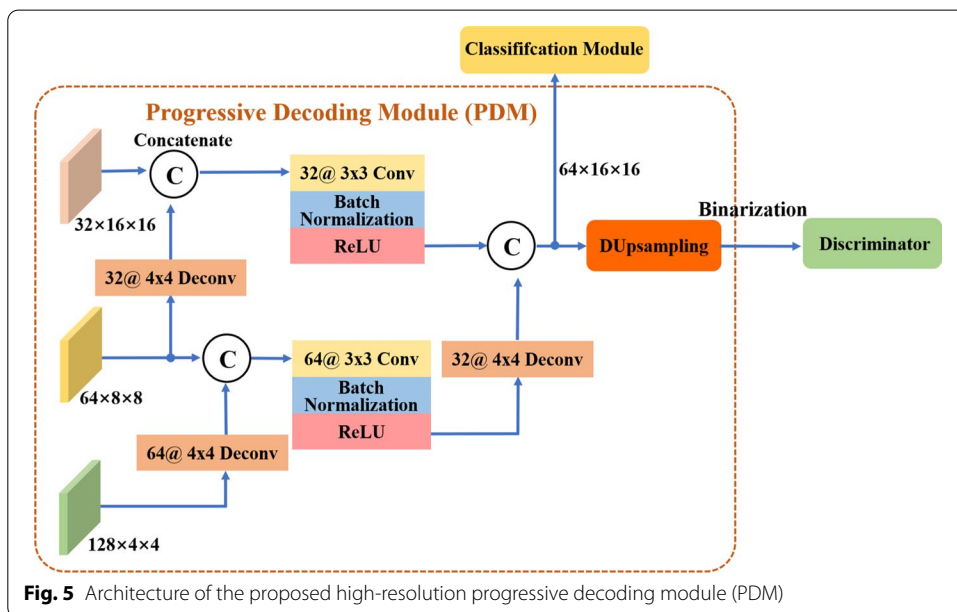 Classififcation Module
Progressive Decoding Module (PDM)
Concatenate
C
32×16×16
32@ 3x3 Conv
Batch
Normalization
ReLU
64×16×16
C
DUpsampling
Binarization
Discriminator
32@ 4x4 Deconv
64×8×8
C
64@ 3x3 Conv
Batch
Normalization
ReLU
32@ 4x4 Deconv
64@ 4x4 Deconv
128×4×4
Fig. 5 Architecture of the proposed high-resolution progressive decoding module (PDM)